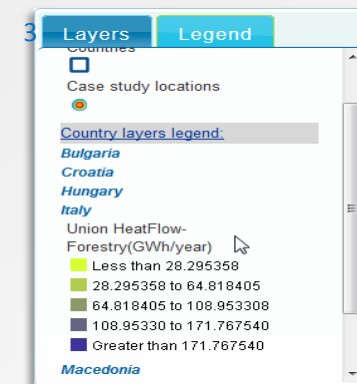 3
Layers Legend
Countries
Case study locations
Country layers legend:
Bulgaria
Croatia
Hungary
Italy
Union HeatFlow-
Forestry(GWh/year)
Less than 28.295358
28.295358 to 64.818405
64.818405 to 108.953308
108.95330 to 171.767540
Greater than 171.767540
Macedonia